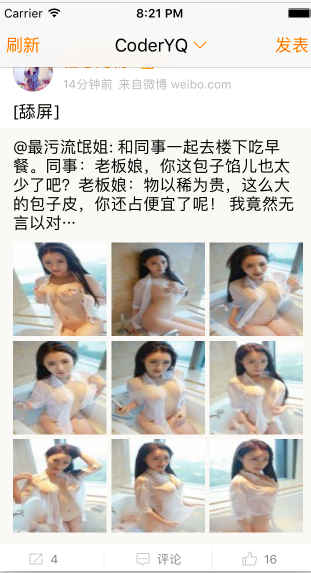 Carrier 8:21 PM
刷新 CoderYQ 发表
14分钟前 来自微博 weibo.com
[舔屏]
@最污流氓姐: 和同事一起去楼下吃早
餐。同事：老板娘，你这包子馅儿也太
少了吧？老板娘：物以稀为贵，这么大
的包子皮，你还占便宜了呢！ 我竟然无
言以对…
4 评论 16